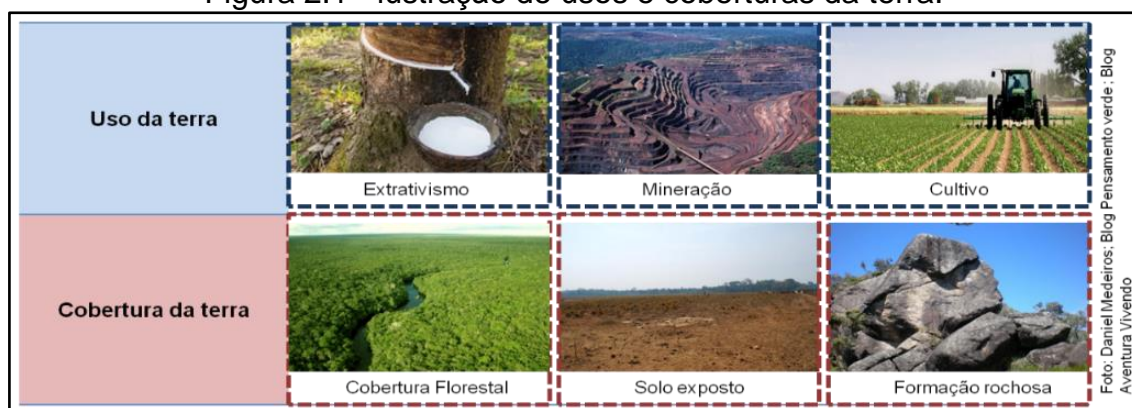 Uso da terra
Extrativismo
Mineração
Cultivo
Cobertura da terra
Cobertura Florestal
Solo exposto
Formação rochosa
Foto: Daniel Medeiros; Blog Pensamento verde ; Blog
Aventura Vivendo